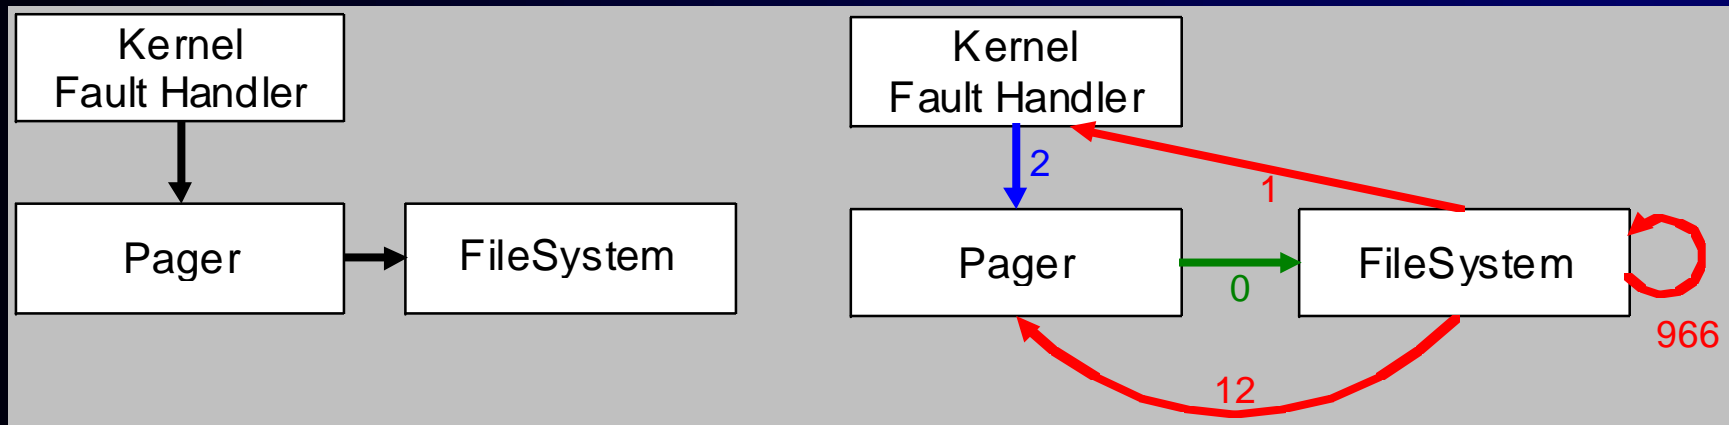 Kernel
Fault Handler
Pager
FileSystem
Kernel
Fault Handler
2
1
Pager
0
FileSystem
966
12